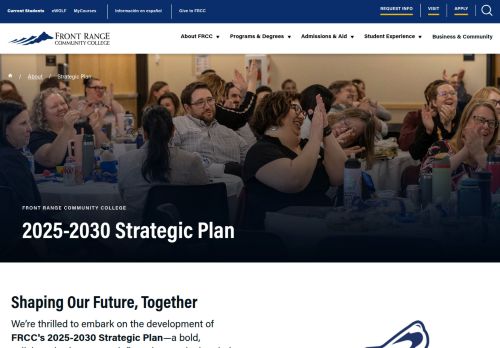 Current Students eWOLF MyCourses Información en español Give to FRCC REQUEST INFO VISIT APPLY
FRONT RANGE
COMMUNITY COLLEGE
About FRCC Programs & Degrees Admissions & Aid Student Experience Business & Community
/ About / Strategic Plan
FRONT RANGE COMMUNITY COLLEGE
2025-2030 Strategic Plan
Shaping Our Future, Together
We're thrilled to embark on the development of
FRCC's 2025-2030 Strategic Plan—a bold,